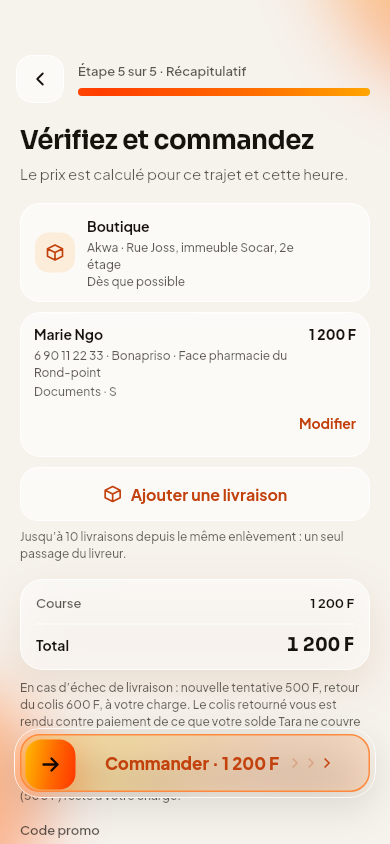 Étape 5 sur 5 · Récapitulatif
Vérifiez et commandez
Le prix est calculé pour ce trajet et cette heure.
Boutique
Akwa · Rue Joss, immeuble Socar, 2e
étage
Dès que possible
Marie Ngo 1 200 F
6 90 11 22 33 · Bonapriso · Face pharmacie du
Rond-point
Documents · S
Modifier
Ajouter une livraison
Jusqu'à 10 livraisons depuis le même enlèvement : un seul
passage du livreur.
Course 1 200 F
Total 1 200 F
En cas d'échec de livraison : nouvelle tentative 500 F, retour
du colis 600 F, à votre charge. Le colis retourné vous est
rendu contre paiement de ce que votre solde Tara ne couvre
Commander · 1 200 F
reste à votre charge.
Code promo